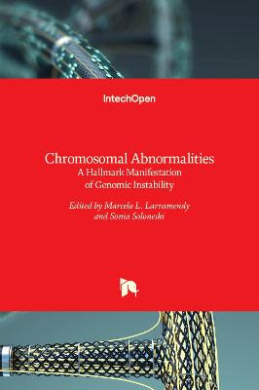 IntechOpen
Chromosomal Abnormalities
A Hallmark Manifestation
of Genomic Instability
Edited by Marcelo L. Larramendy
and Sonia Soloneski